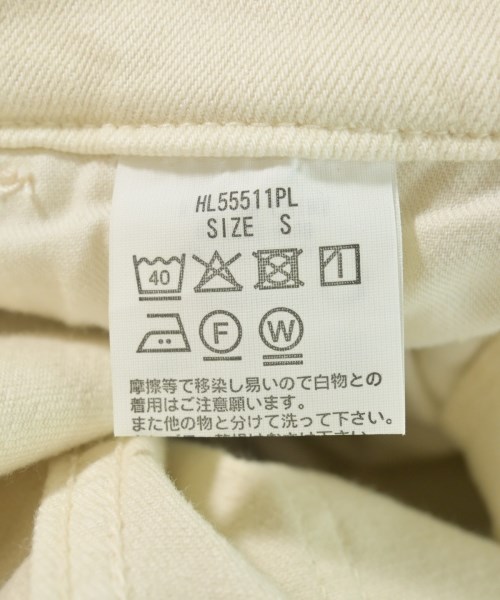 HL55511PL
SIZE S
40
F W
摩擦等で移染し易いので白物との
着用はご注意願います。
また他の物と分けて洗って下さい。